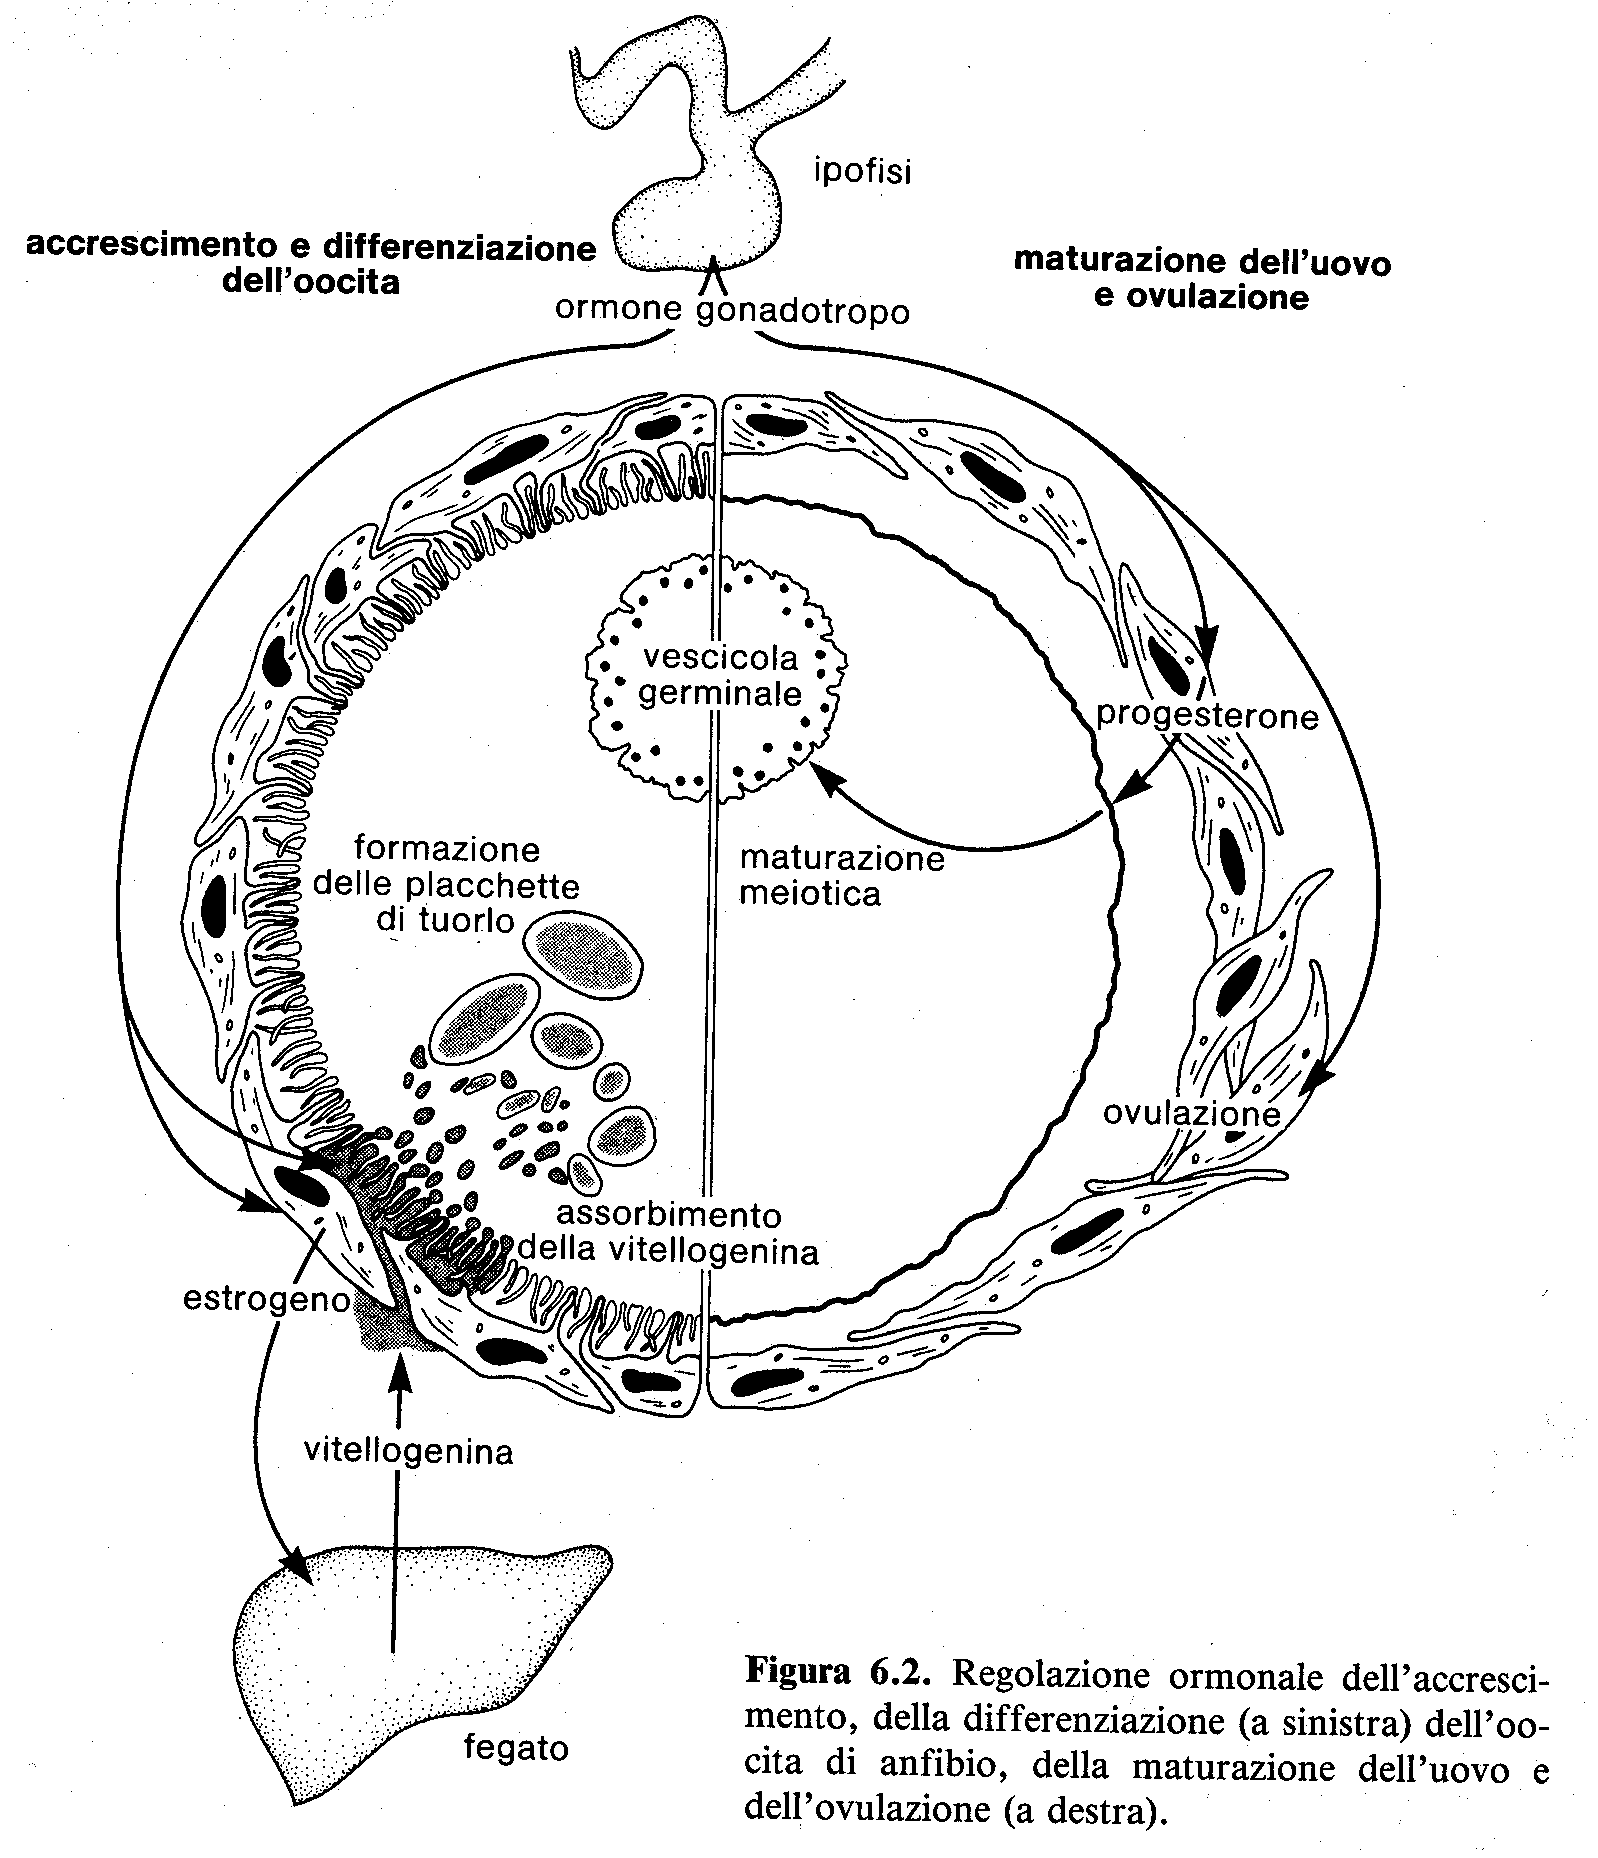 ipofisi
accrescimento e differenziazione
dell'oocita
maturazione dell'uovo
e ovulazione
ormone gonadotropo
vescicola
germinale
progesterone
formazione
delle placchette
di tuorlo
maturazione
meiotica
ovulazione
assorbimento
della vitellogenina
estrogeno
vitellogenina
fegato
Figura 6.2. Regolazione ormonale dell'accresci-
mento, della differenziazione (a sinistra) dell'oo-
cita di anfibio, della maturazione dell'uovo e
dell'ovulazione (a destra).